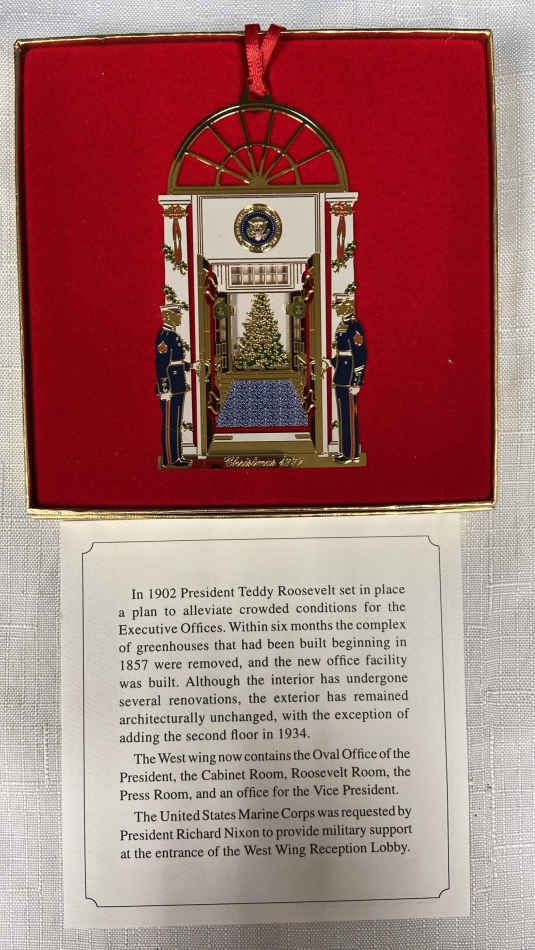 Christmas
In 1902 President Teddy Roosevelt set in place
a plan to alleviate crowded conditions for the
Executive Offices. Within six months the complex
of greenhouses that had been built beginning in
1857 were removed, and the new office facility
was built. Although the interior has undergone
several renovations, the exterior has remained
architecturally unchanged, with the exception of
adding the second floor in 1934.
The West wing now contains the Oval Office of the
President, the Cabinet Room, Roosevelt Room, the
Press Room, and an office for the Vice President.
The United States Marine Corps was requested by
President Richard Nixon to provide military support
at the entrance of the West Wing Reception Lobby.